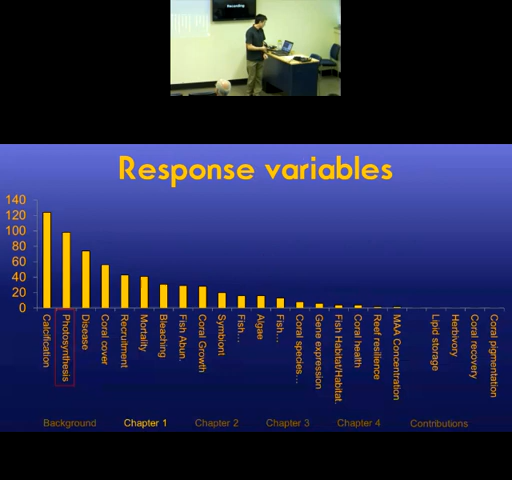 Recording
Response variables
140
120
100
80
60
40
20
0
Calcification
Photosynthesis
Disease
Coral cover
Recruitment
Mortality
Bleaching
Fish Abun.
Coral Growth
Symbiont
Fish...
Algae
Fish...
Coral species...
Gene expression
Fish Habitat/Habitat.
Coral health
Reef resilience
MAA Concentration
Lipid storage
Herbivory
Coral recovery
Coral pigmentation
Background Chapter 1 Chapter 2 Chapter 3 Chapter 4 Contributions